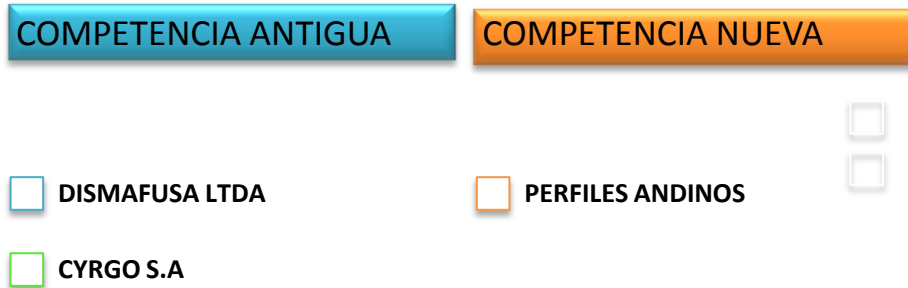 COMPETENCIA ANTIGUA
COMPETENCIA NUEVA
DISMAFUSA LTDA
PERFILES ANDINOS
CYRGO S.A